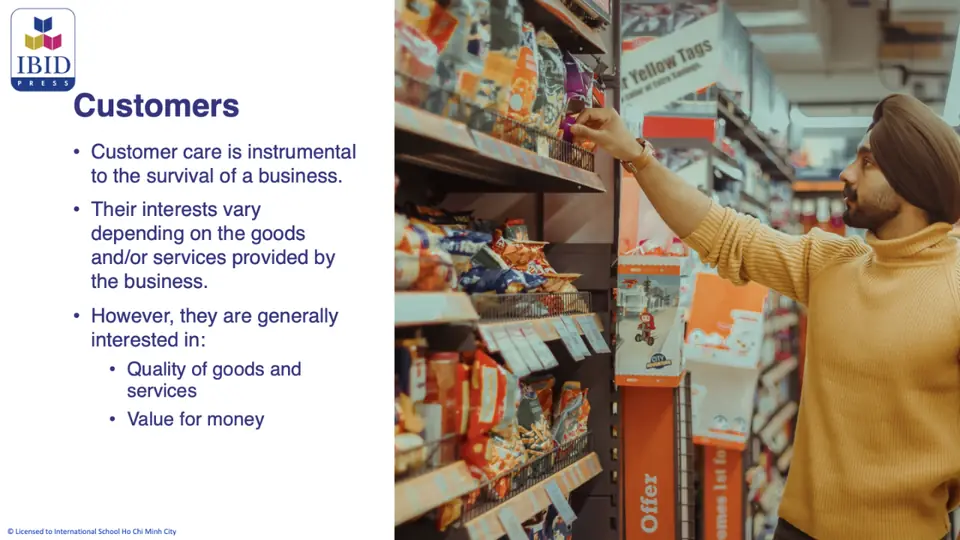 IBID
PRESS
Customers
• Customer care is instrumental
to the survival of a business.
• Their interests vary
depending on the goods
and/or services provided by
the business.
• However, they are generally
interested in:
• Quality of goods and
services
• Value for money
Yellow Tags
Offer
© Licensed to International School Ho Chi Minh City